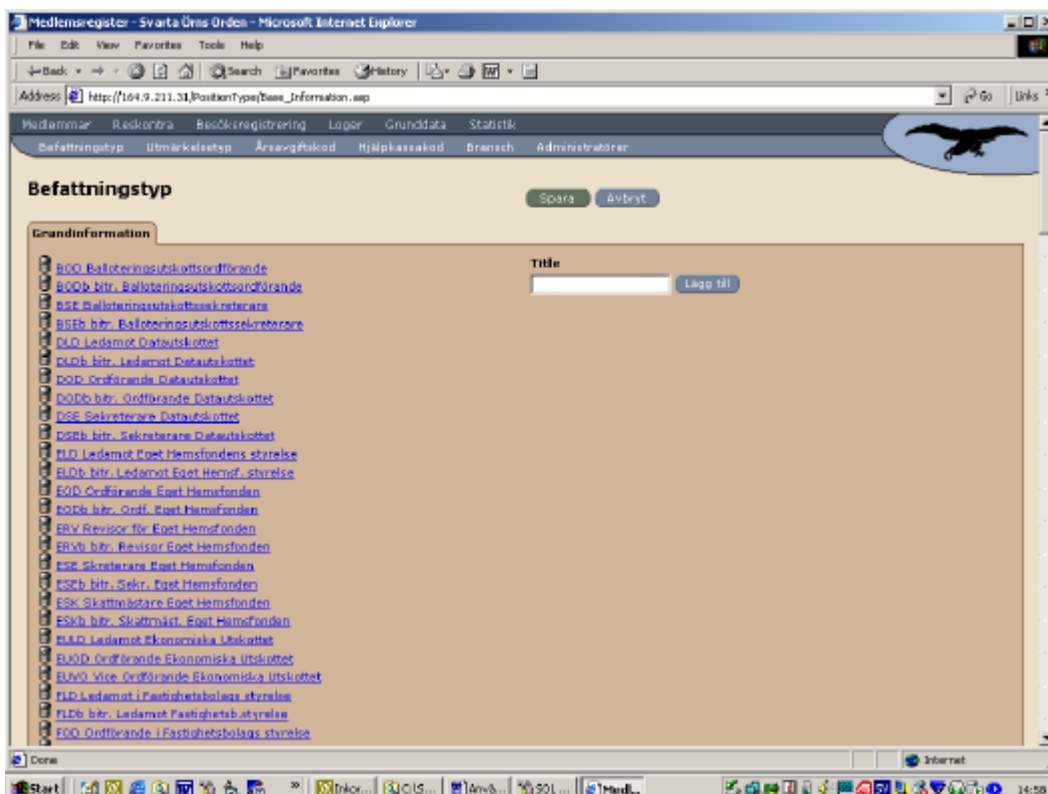 Medlemsregister - Svarta Örns Orden - Microsoft Internet Explorer
File Edit View Favorites Tools Help
Back Search Favorites History
Address http://164.9.211.31/PositionType/Base_Information.asp Go Links
Medlemmar Reskontra Besöksregistrering Loger Grunddata Statistik
Befattningstyp Utmärkelsetyp Årsavgiftskod Hjälpkassakod Bransch Administratörer
Befattningstyp
Spara Avbryt
Grundinformation
Title
Lägg till
BOD Balloteringsutskottsordförande
BODb bitr. Balloteringsutskottsordförande
BSE Balloteringsutskottssekreterare
BSEb bitr. Balloteringsutskottssekreterare
DLD Ledamot Datautskottet
DLDb bitr. Ledamot Datautskottet
DOD Ordförande Datautskottet
DODb bitr. Ordförande Datautskottet
DSE Sekreterare Datautskottet
DSEb bitr. Sekreterare Datautskottet
ELD Ledamot Eget Hemsfondens styrelse
ELDb bitr. Ledamot Eget Hemsf. styrelse
EOD Ordförande Eget Hemsfonden
EODb bitr. Ordf. Eget Hemsfonden
ERV Revisor för Eget Hemsfonden
ERVb bitr. Revisor Eget Hemsfonden
ESE Skreterare Eget Hemsfonden
ESEb bitr. Sekr. Eget Hemsfonden
ESK Skattmästare Eget Hemsfonden
ESKb bitr. Skattmäst. Eget Hemsfonden
EULD Ledamot Ekonomiska Utskottet
EUOD Ordförande Ekonomiska Utskottet
EUVO Vice Ordförande Ekonomiska Utskottet
FLD Ledamot i Fastighetsbolags styrelse
FLDb bitr. Ledamot Fastighetsb.styrelse
FOD Ordförande i Fastighetsbolags styrelse
Done Internet
Start Inkor... Anvä... SQL ... Medl... 14:58